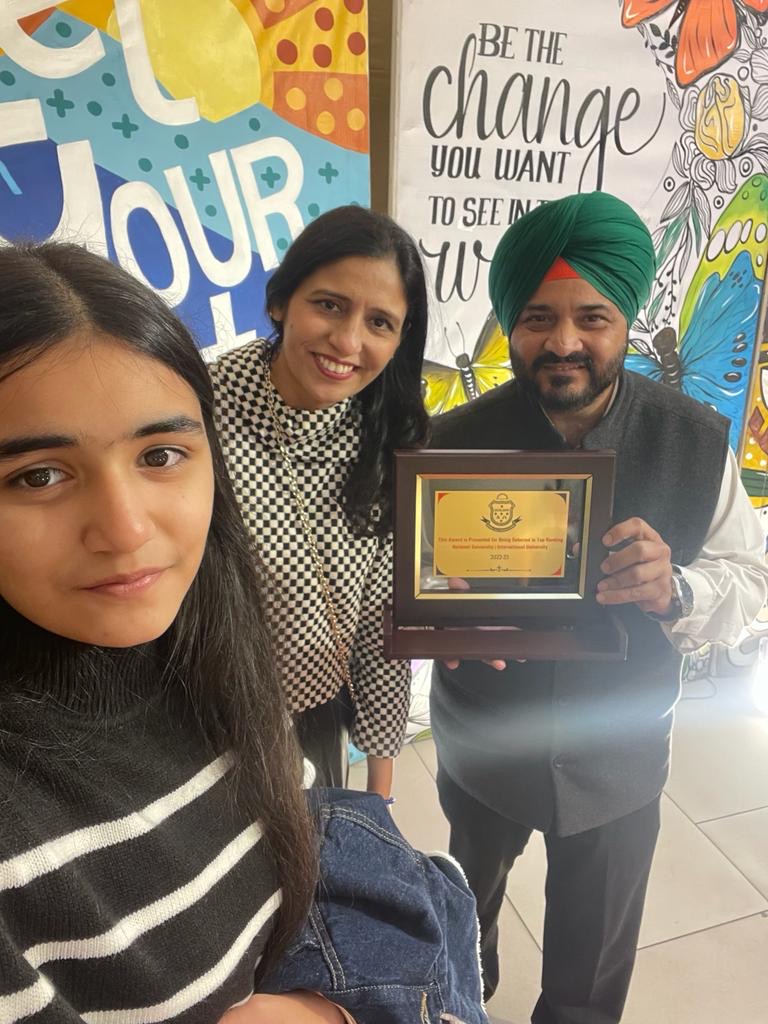 YOUR
BE THE
change
YOU WANT
TO SEE IN
This Award is Presented for Being Selected in Top Ranking
National University / International University
2022-23